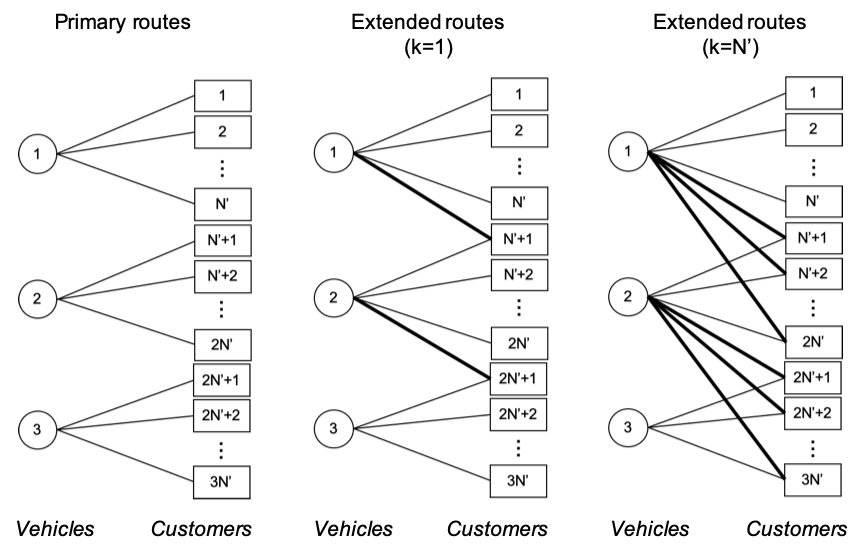 Primary routes
1
2
3
1
2
⋮
N'
N'+1
N'+2
⋮
2N'
2N'+1
2N'+2
⋮
3N'
Vehicles
Customers
Extended routes
(k=1)
1
2
3
1
2
⋮
N'
N'+1
N'+2
⋮
2N'
2N'+1
2N'+2
⋮
3N'
Vehicles
Customers
Extended routes
(k=N')
1
2
3
1
2
⋮
N'
N'+1
N'+2
⋮
2N'
2N'+1
2N'+2
⋮
3N'
Vehicles
Customers